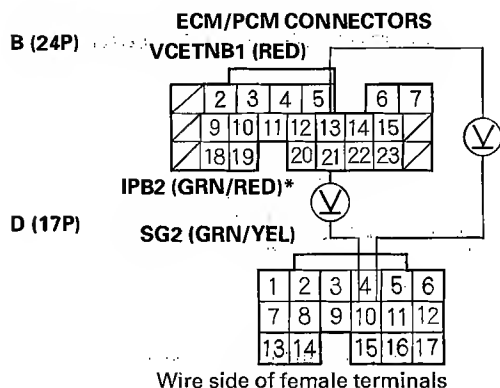 ECM/PCM CONNECTORS
B (24P)
VCETNB1 (RED)
2 3 4 5 6 7
9 10 11 12 13 14 15
18 19 20 21 22 23
IPB2 (GRN/RED)*
V
V
D (17P)
SG2 (GRN/YEL)
1 2 3 4 5 6
7 8 9 10 11 12
13 14 15 16 17
Wire side of female terminals